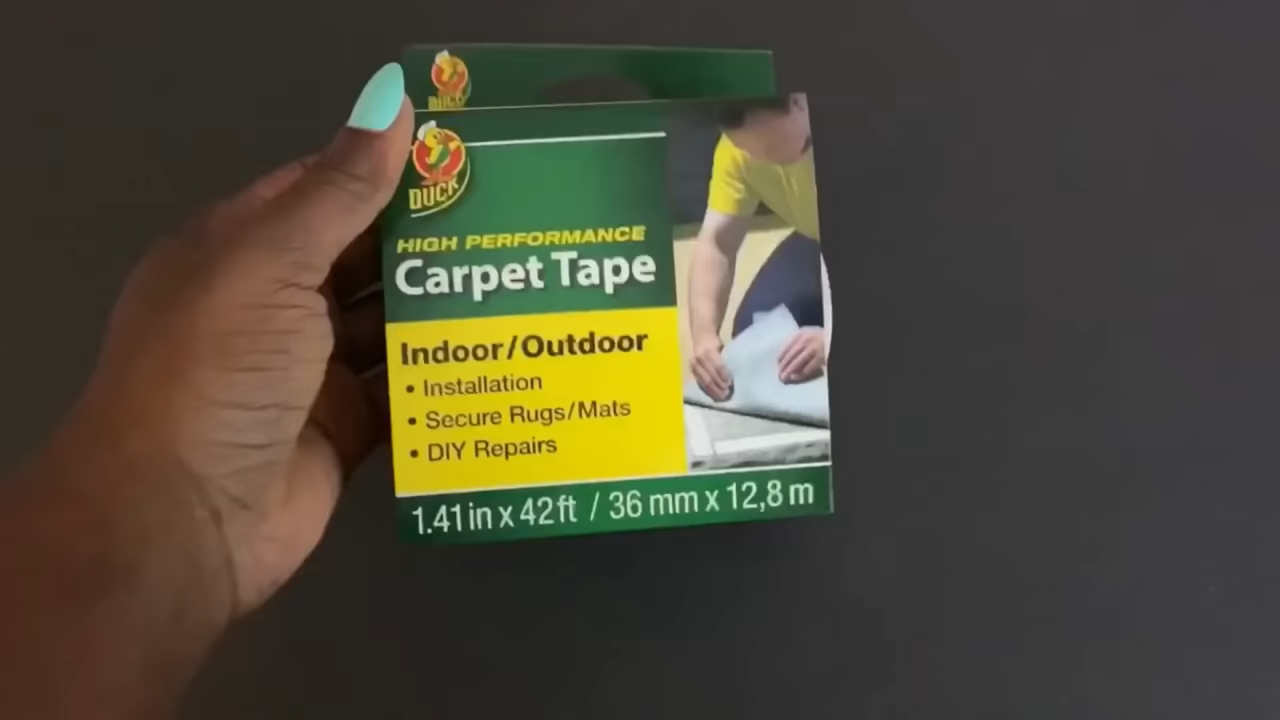 DUCK
DUCK
HIGH PERFORMANCE
Carpet Tape
Indoor/Outdoor
• Installation
• Secure Rugs/Mats
• DIY Repairs
1.41 in x 42 ft / 36 mm x 12,8 m